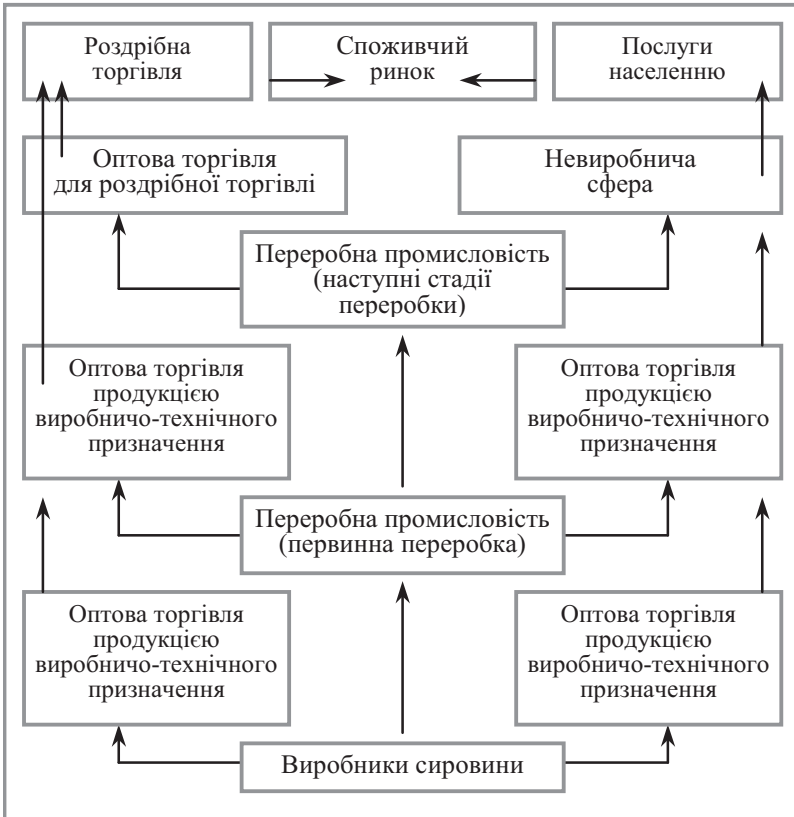 Роздрібна
торгівля
Споживчий
ринок
Послуги
населенню
Оптова торгівля
для роздрібної торгівлі
Невиробнича
сфера
Переробна промисловість
(наступні стадії
переробки)
Оптова торгівля
продукцією
виробничо-технічного
призначення
Оптова торгівля
продукцією
виробничо-технічного
призначення
Переробна промисловість
(первинна переробка)
Оптова торгівля
продукцією
виробничо-технічного
призначення
Оптова торгівля
продукцією
виробничо-технічного
призначення
Виробники сировини